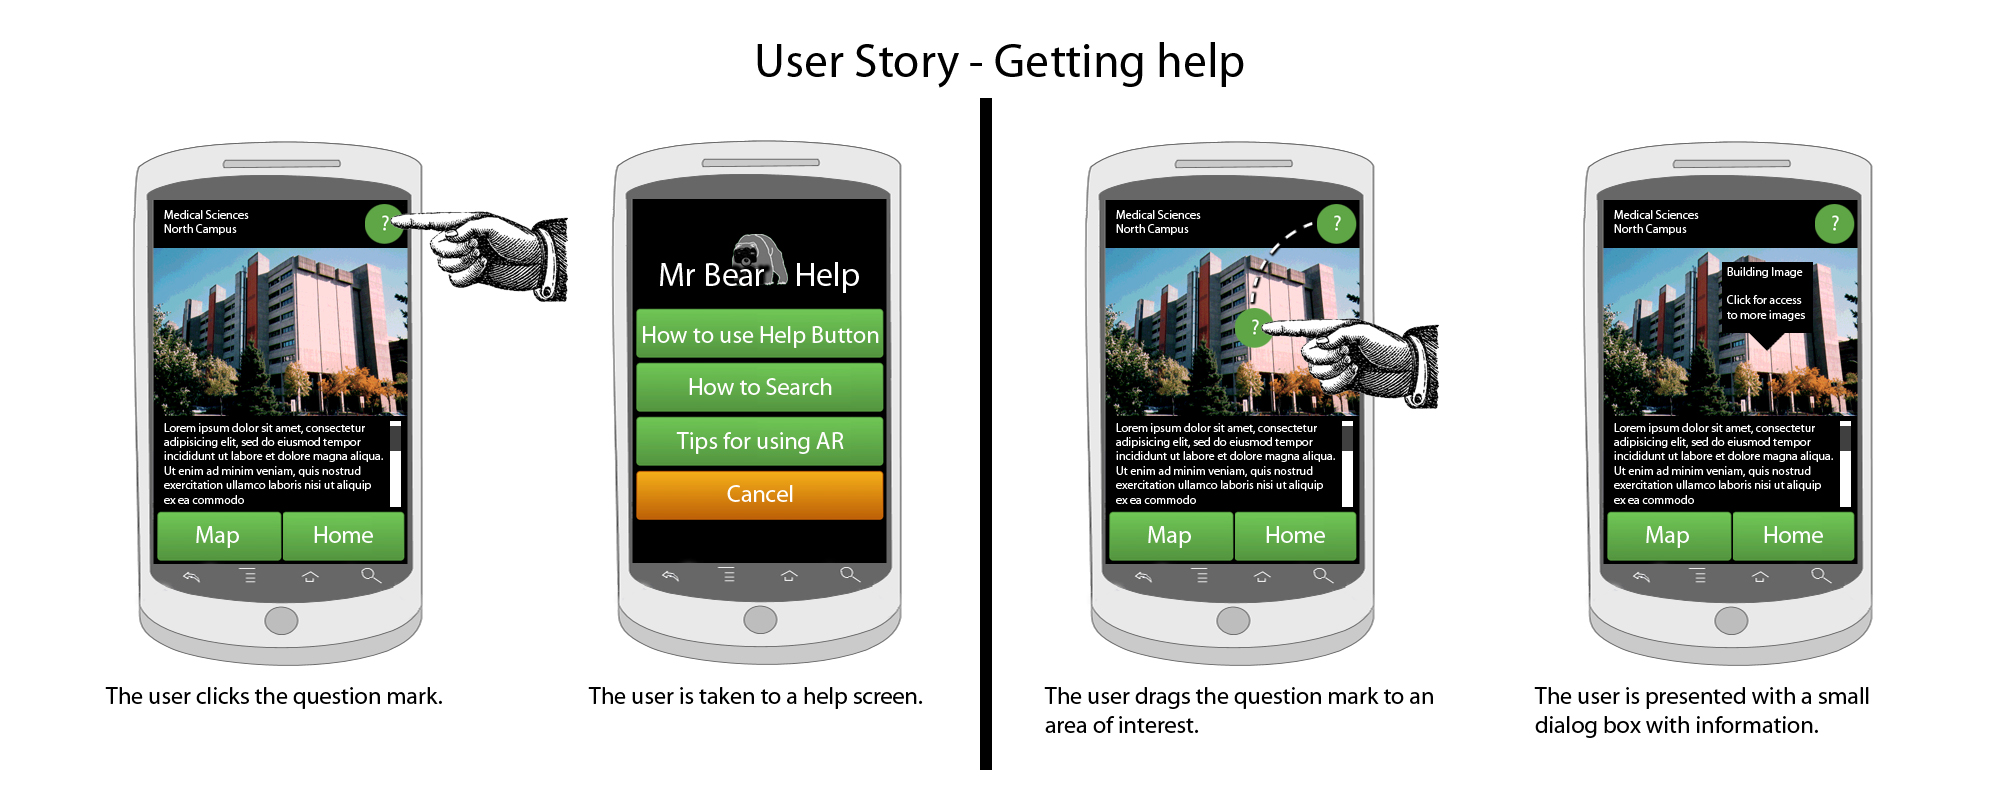 User Story - Getting help
Medical Sciences
North Campus
?
Lorem ipsum dolor sit amet, consectetur
adipisicing elit, sed do eiusmod tempor
incididunt ut labore et dolore magna aliqua.
Ut enim ad minim veniam, quis nostrud
exercitation ullamco laboris nisi ut aliquip
ex ea commodo
Map
Home
The user clicks the question mark.
Mr Bear Help
How to use Help Button
How to Search
Tips for using AR
Cancel
The user is taken to a help screen.
Medical Sciences
North Campus
?
?
Lorem ipsum dolor sit amet, consectetur
adipisicing elit, sed do eiusmod tempor
incididunt ut labore et dolore magna aliqua.
Ut enim ad minim veniam, quis nostrud
exercitation ullamco laboris nisi ut aliquip
ex ea commodo
Map
Home
The user drags the question mark to an
area of interest.
Medical Sciences
North Campus
?
Building Image
Click for access
to more images
Lorem ipsum dolor sit amet, consectetur
adipisicing elit, sed do eiusmod tempor
incididunt ut labore et dolore magna aliqua.
Ut enim ad minim veniam, quis nostrud
exercitation ullamco laboris nisi ut aliquip
ex ea commodo
Map
Home
The user is presented with a small
dialog box with information.